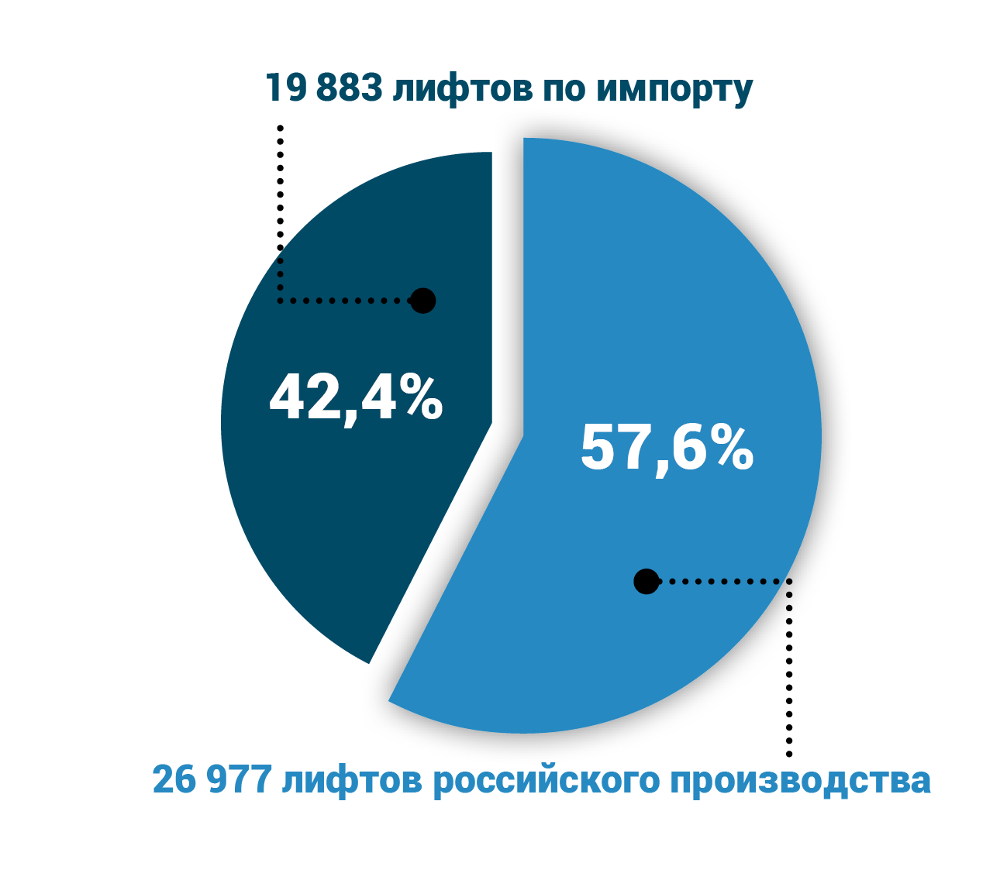 19 883 лифтов по импорту
42,4%
57,6%
26 977 лифтов российского производства